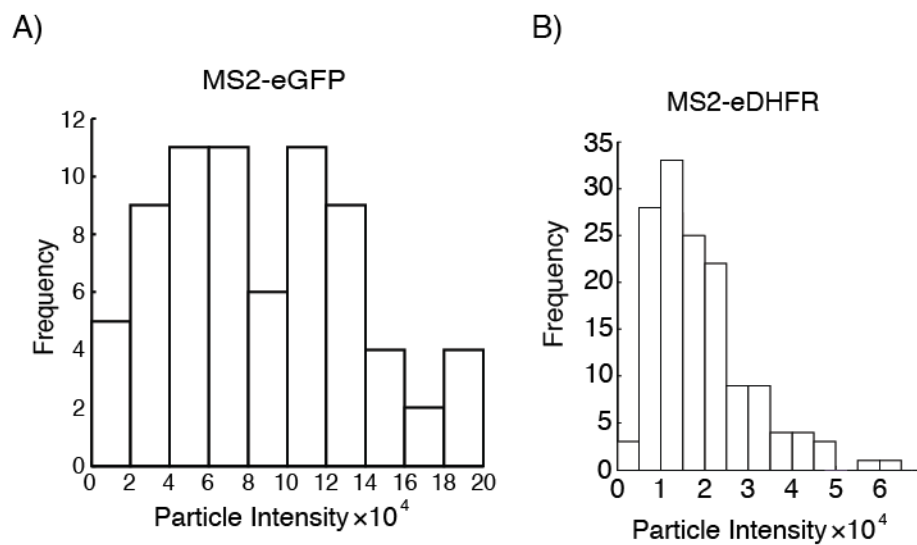 A)
MS2-eGFP
12
10
8
6
4
2
0
Frequency
0 2 4 6 8 10 12 14 16 18 20
Particle Intensity×10⁴
B)
MS2-eDHFR
35
30
25
20
15
10
5
0
Frequency
0 1 2 3 4 5 6
Particle Intensity×10⁴